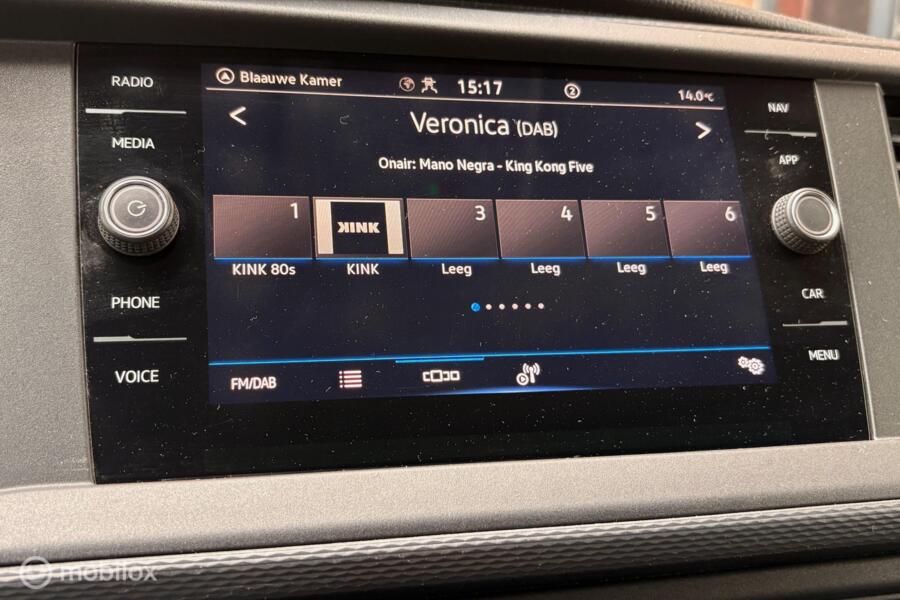 RADIO
MEDIA
PHONE
VOICE
Blaauwe Kamer 15:17 2 14.0°C
< Veronica (DAB) >
Onair: Mano Negra - King Kong Five
1 KINK 3 4 5 6
KINK 80s KINK Leeg Leeg Leeg Leeg
FM/DAB
NAV
APP
CAR
MENU
mobilox